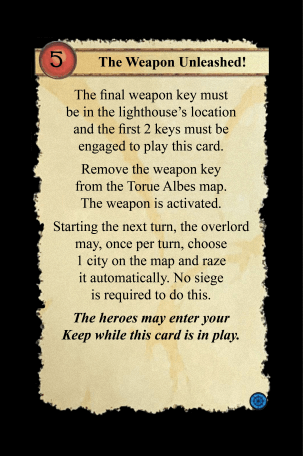 5
The Weapon Unleashed!
The final weapon key must
be in the lighthouse's location
and the first 2 keys must be
engaged to play this card.
Remove the weapon key
from the Torue Albes map.
The weapon is activated.
Starting the next turn, the overlord
may, once per turn, choose
1 city on the map and raze
it automatically. No siege
is required to do this.
The heroes may enter your
Keep while this card is in play.